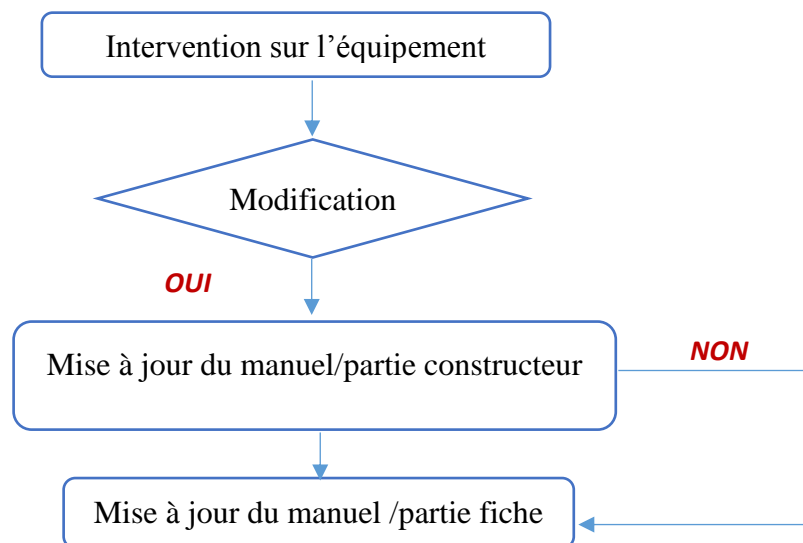 Intervention sur l’équipement
Modification
OUI
Mise à jour du manuel/partie constructeur
NON
Mise à jour du manuel /partie fiche